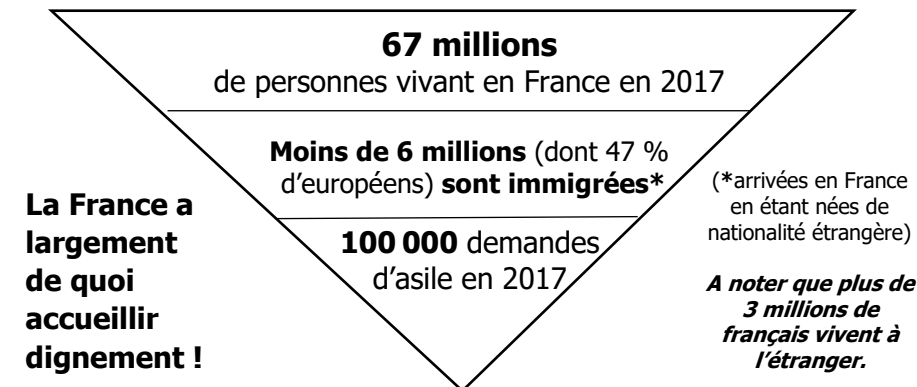 67 millions
de personnes vivant en France en 2017
Moins de 6 millions (dont 47 %
d'européens) sont immigrées*
100 000 demandes
d'asile en 2017
La France a
largement
de quoi
accueillir
dignement !
(*arrivées en France
en étant nées de
nationalité étrangère)
A noter que plus de
3 millions de
français vivent à
l'étranger.